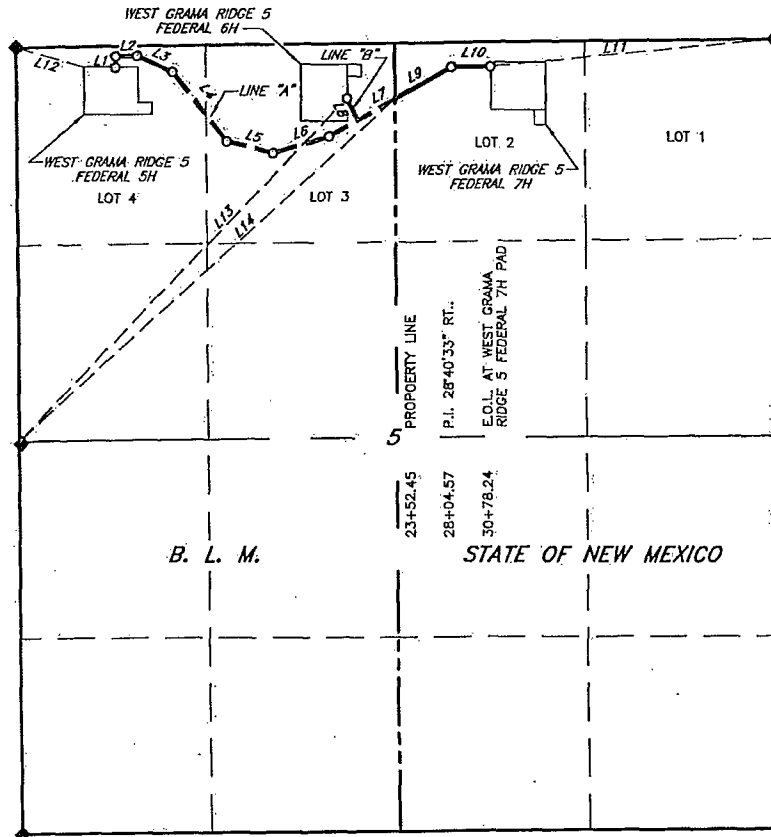 WEST GRAMA RIDGE 5
FEDERAL 6H
LINE "B"
L2
L10
L11
L12
L1
L3
L4
LINE "A"
L9
L7
L8
L5
L6
LOT 2
LOT 1
WEST GRAMA RIDGE 5
FEDERAL 5H
WEST GRAMA RIDGE 5
FEDERAL 7H
LOT 4
LOT 3
L13
L14
23+52.45 PROPOERTY LINE
28+04.57 P.I. 28°40'33" RT.
30+78.24 E.O.L. AT WEST GRAMA
RIDGE 5 FEDERAL 7H PAD
5
B. L. M.
STATE OF NEW MEXICO